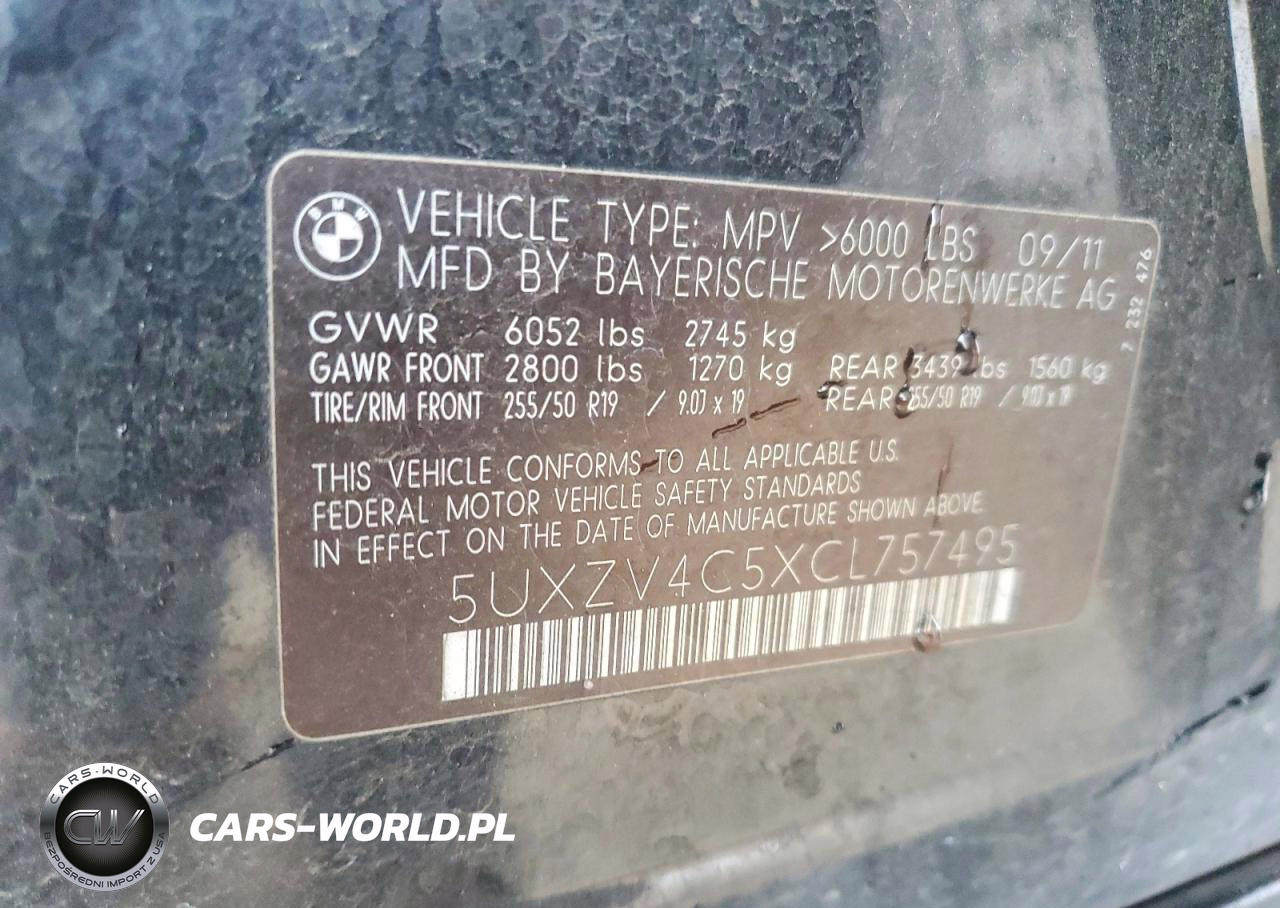 BMW
VEHICLE TYPE: MPV >6000 LBS 09/11
MFD BY BAYERISCHE MOTORENWERKE AG
7 232 476
GVWR 6052 lbs 2745 kg
GAWR FRONT 2800 lbs 1270 kg REAR 3439 lbs 1560 kg
TIRE/RIM FRONT 255/50 R19 / 9.0J x 19 REAR 255/50 R19 / 9.0J x 19
THIS VEHICLE CONFORMS TO ALL APPLICABLE U.S.
FEDERAL MOTOR VEHICLE SAFETY STANDARDS
IN EFFECT ON THE DATE OF MANUFACTURE SHOWN ABOVE
5UXZV4C5XCL757495
CARS-WORLD
CW
BEZPOŚREDNI IMPORT Z USA
CARS-WORLD.PL